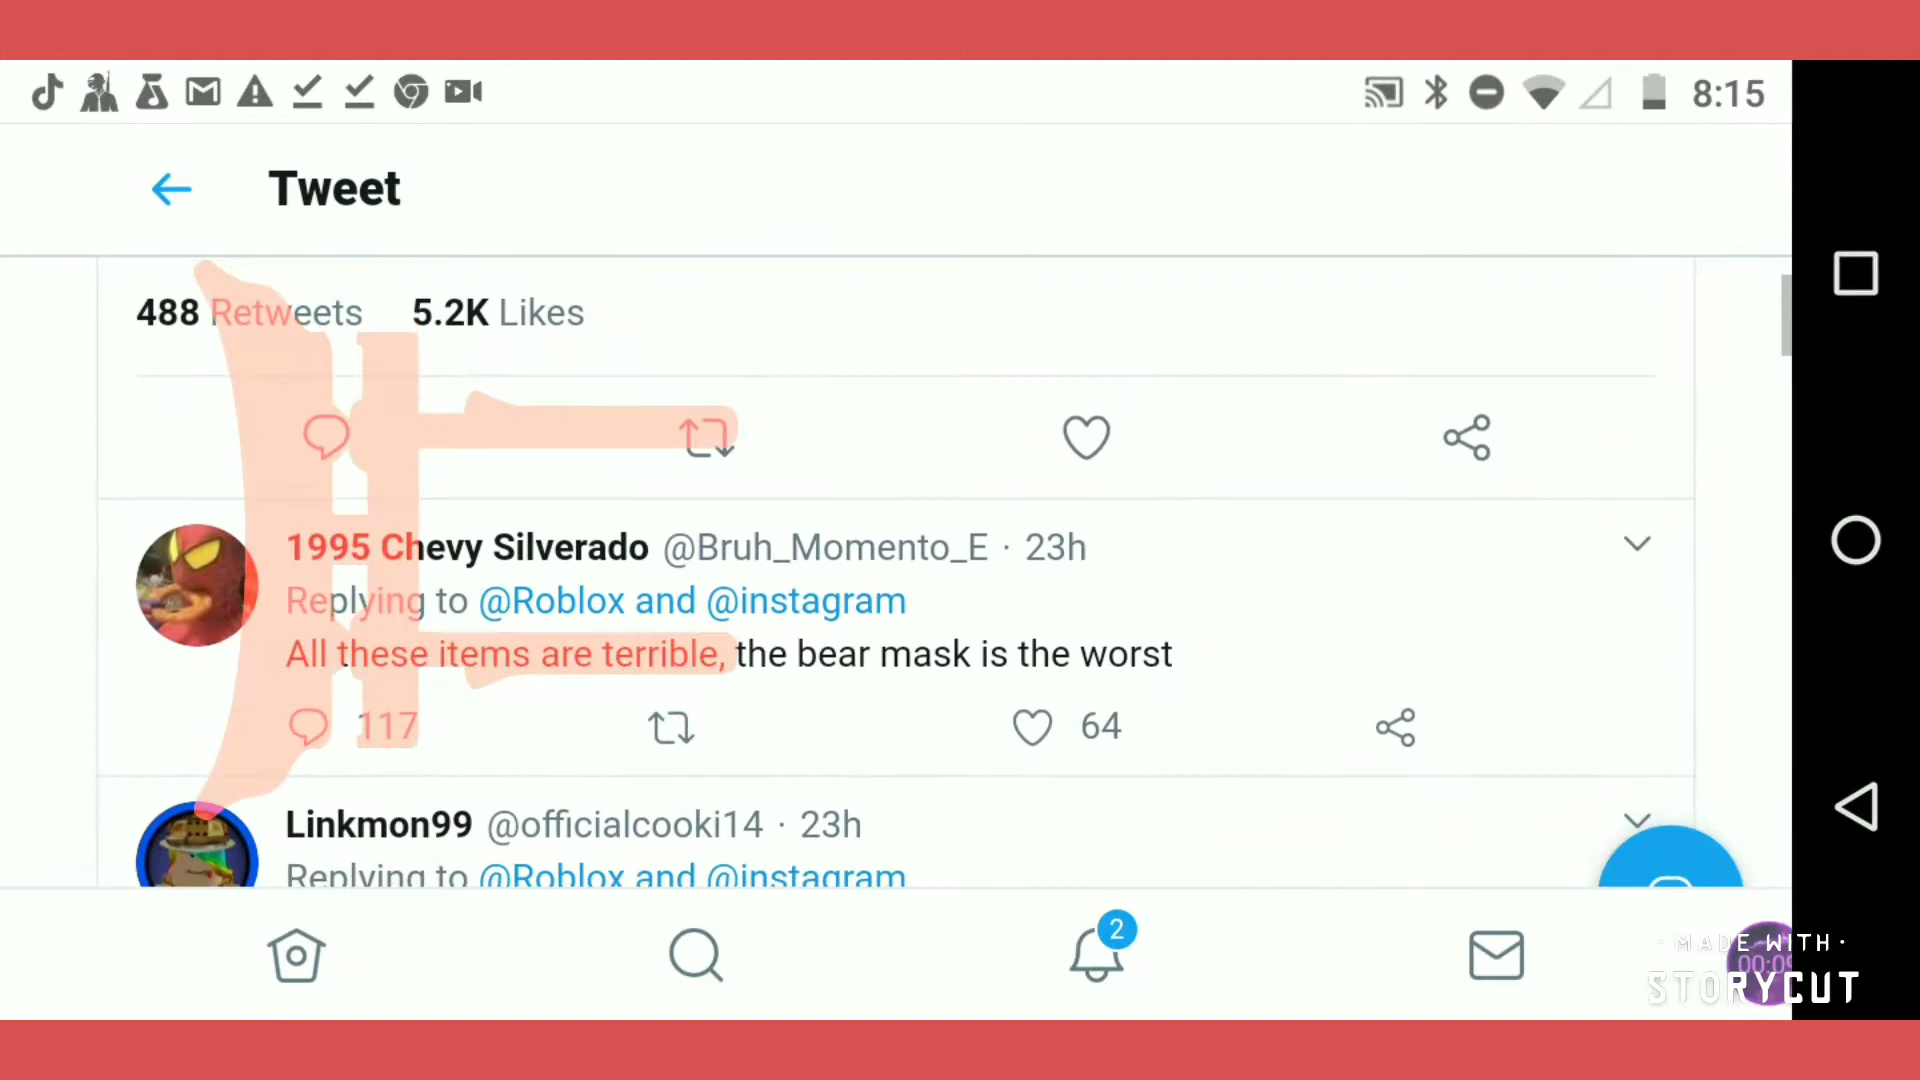 8:15
Tweet
488 Retweets 5.2K Likes
1995 Chevy Silverado @Bruh_Momento_E · 23h
Replying to @Roblox and @instagram
All these items are terrible, the bear mask is the worst
117 64
Linkmon99 @officialcooki14 · 23h
Replying to @Roblox and @instagram
2
· MADE WITH ·
00:09
STORYCUT